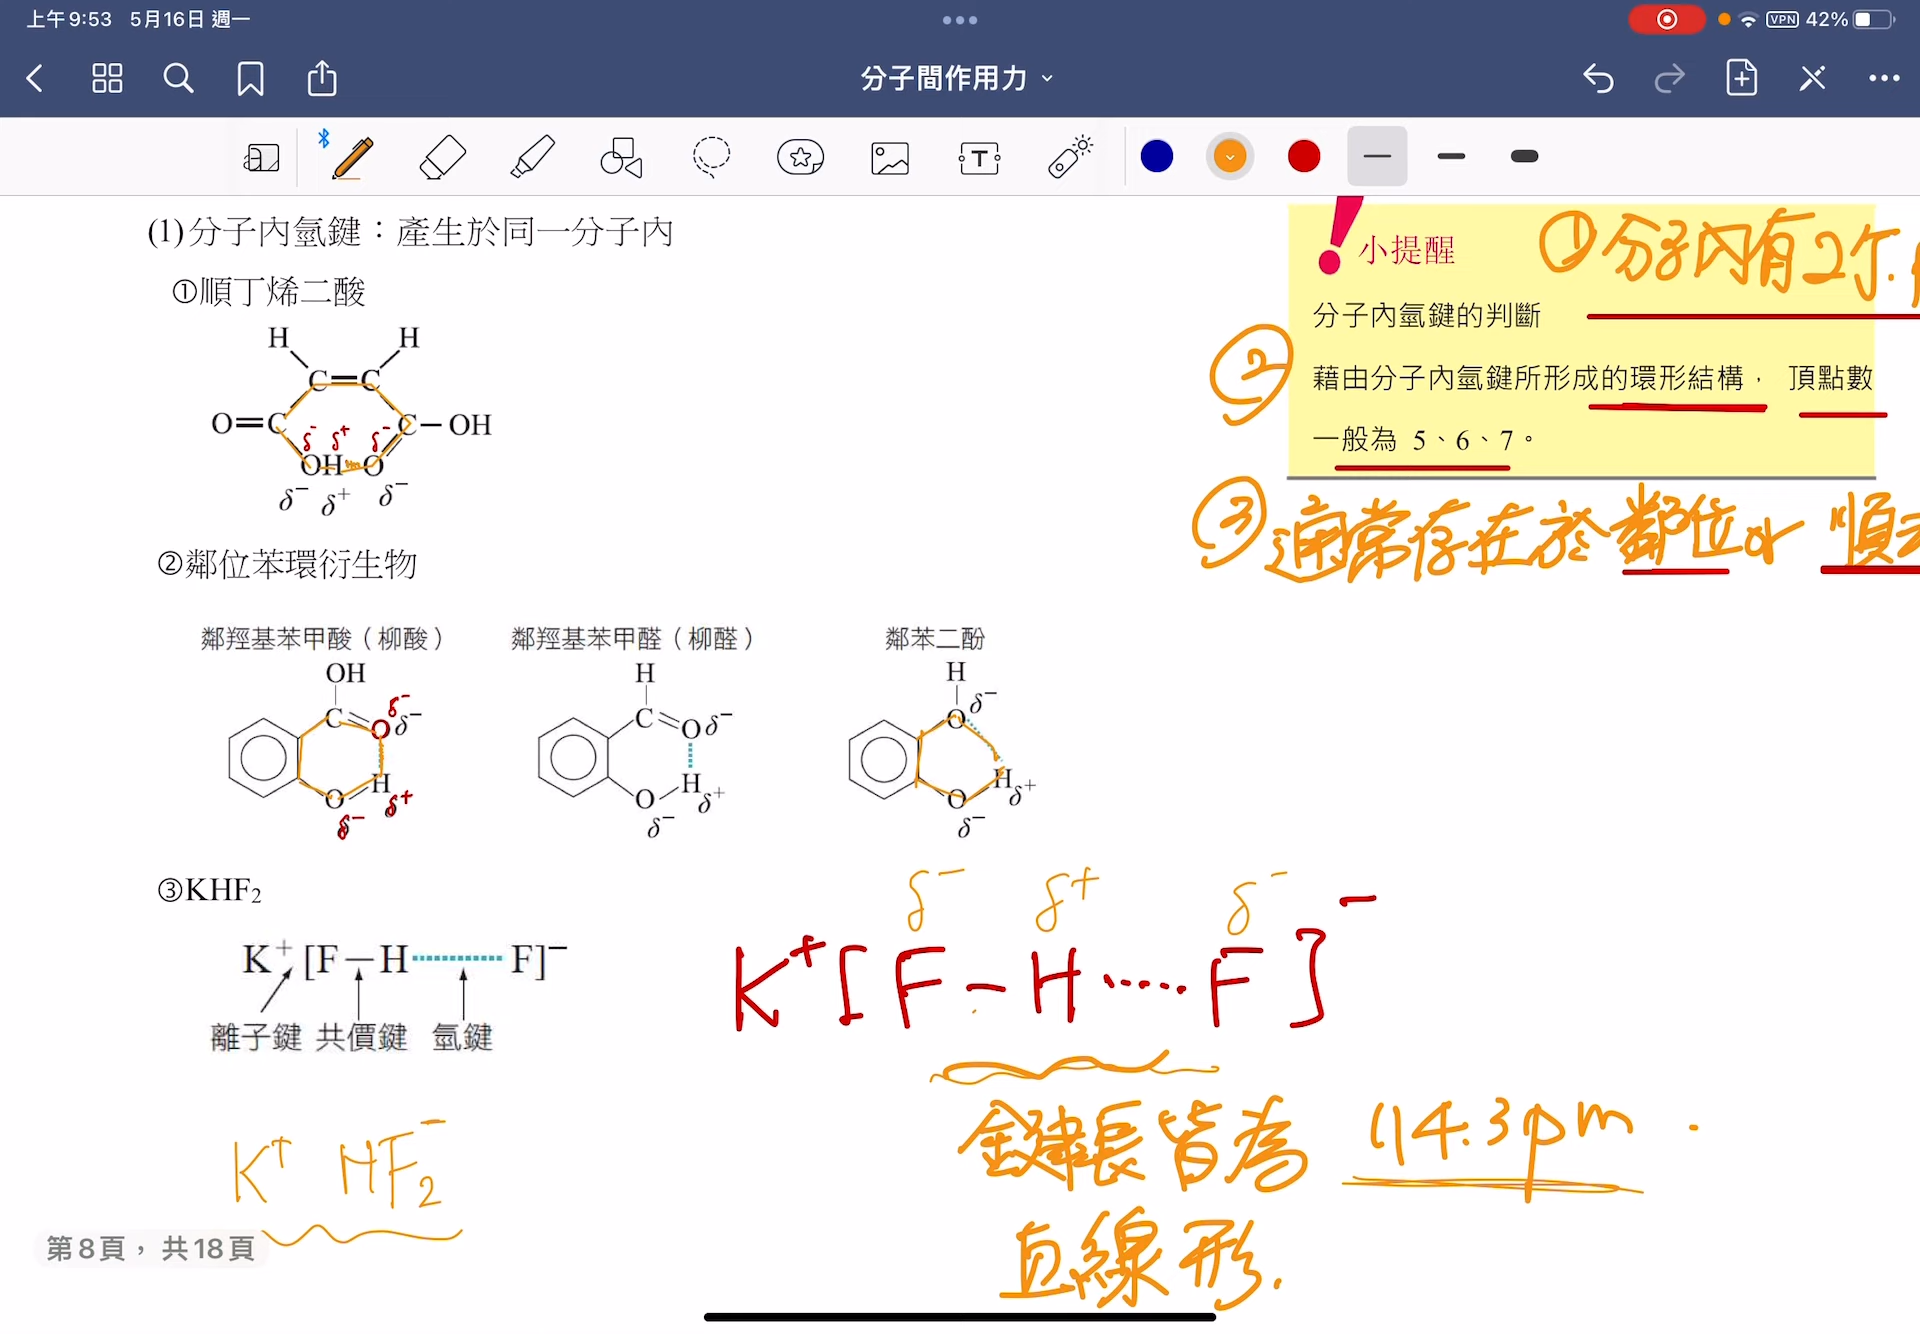 上午9:53 5月16日 週一
VPN 42%
分子間作用力
(1)分子內氫鍵：產生於同一分子內
①順丁烯二酸
H H
C=C
O=C C—OH
δ⁻ δ⁺ δ⁻
OH O
δ⁻ δ⁺ δ⁻
小提醒
①分子內有2个.
分子內氫鍵的判斷
②
藉由分子內氫鍵所形成的環形結構， 頂點數
一般為 5、6、7。
③通常存在於鄰位or 順
②鄰位苯環衍生物
鄰羥基苯甲酸（柳酸）
OH
C O δ⁻ δ⁻
O H
δ⁻ δ⁺
鄰羥基苯甲醛（柳醛）
H
C O δ⁻
O H
δ⁻ δ⁺
鄰苯二酚
H
O δ⁻
O H
δ⁻ δ⁺
③KHF₂
K⁺[F—H┈┈F]⁻
離子鍵 共價鍵 氫鍵
δ⁻ δ⁺ δ⁻
K⁺[F-H.....F]⁻
鍵長皆為 114.3pm.
直線形.
K⁺ HF₂⁻
第8頁，共18頁